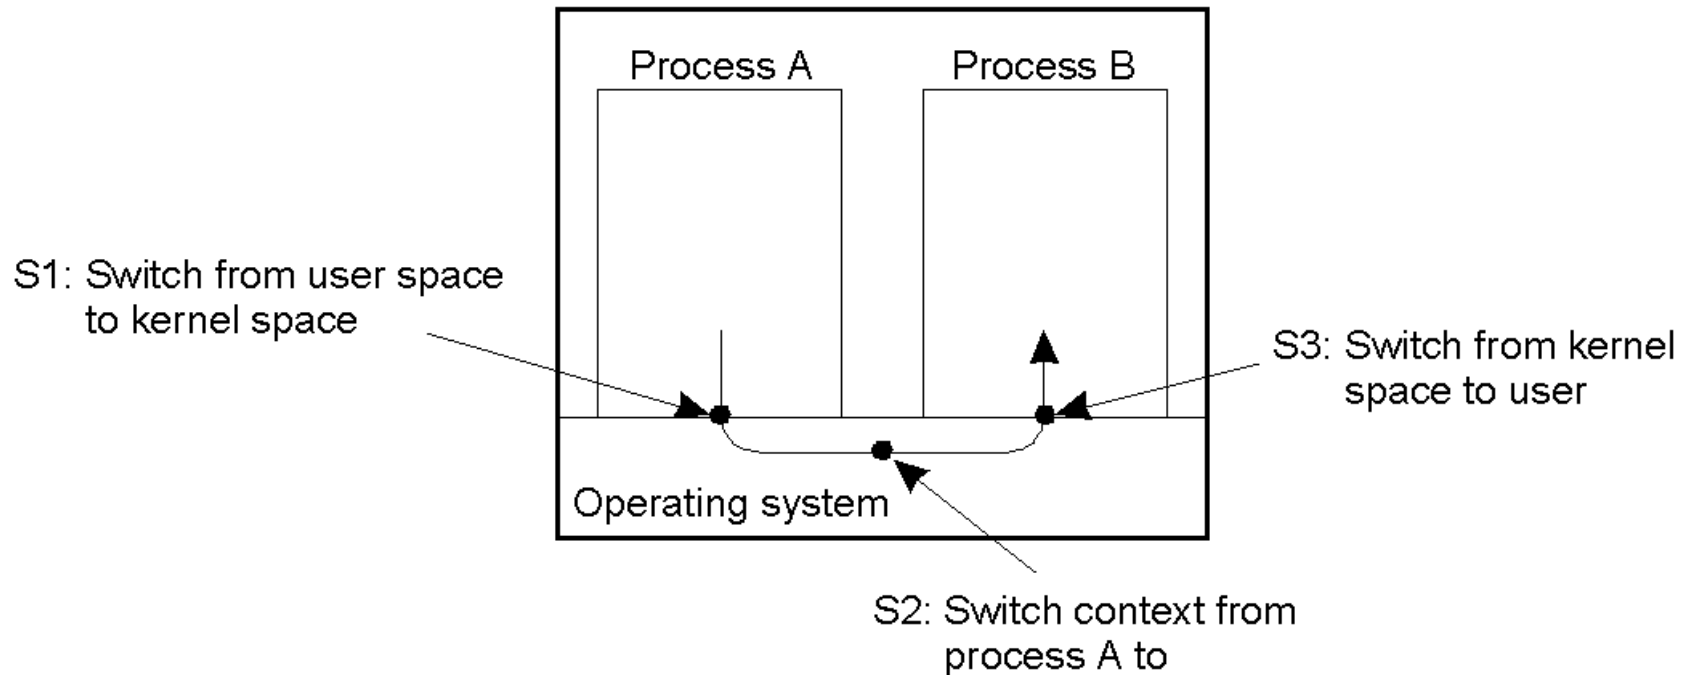 Process A
Process B
S1: Switch from user space
to kernel space
S3: Switch from kernel
space to user
Operating system
S2: Switch context from
process A to